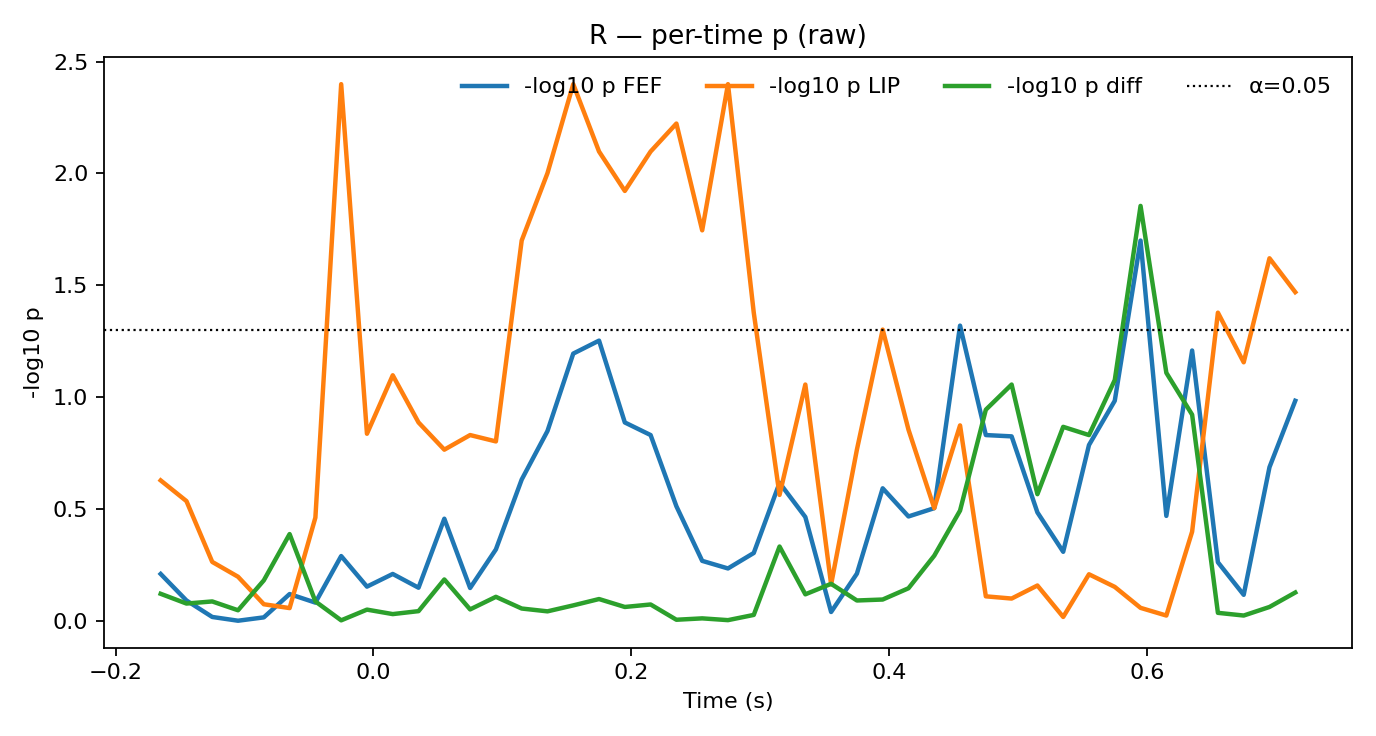 R — per-time p (raw)
-log10 p FEF
-log10 p LIP
-log10 p diff
α=0.05
-log10 p
2.5
2.0
1.5
1.0
0.5
0.0
−0.2
0.0
0.2
0.4
0.6
Time (s)